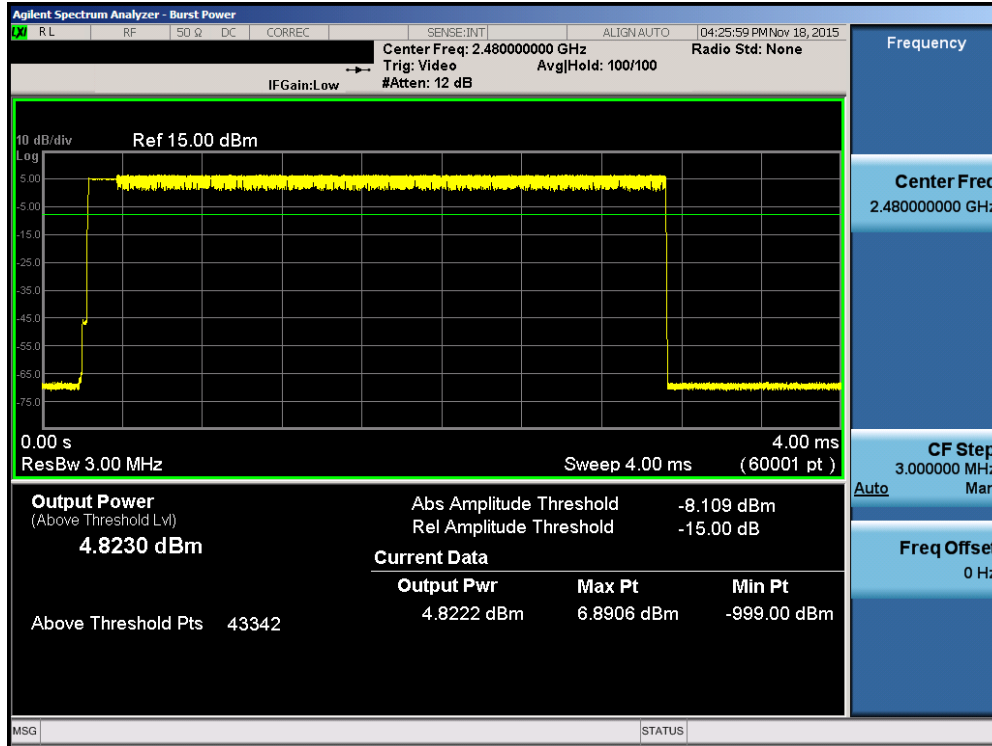 Agilent Spectrum Analyzer - Burst Power
LXI RL RF 50 Ω DC CORREC SENSE:INT ALIGN AUTO 04:25:59 PM Nov 18, 2015
Center Freq: 2.480000000 GHz Radio Std: None
Trig: Video Avg|Hold: 100/100
IFGain:Low #Atten: 12 dB
10 dB/div Ref 15.00 dBm
Log
5.00
-5.00
-15.0
-25.0
-35.0
-45.0
-55.0
-65.0
-75.0
0.00 s 4.00 ms
ResBw 3.00 MHz Sweep 4.00 ms (60001 pt)
Output Power
(Above Threshold Lvl)
4.8230 dBm
Above Threshold Pts 43342
Abs Amplitude Threshold -8.109 dBm
Rel Amplitude Threshold -15.00 dB
Current Data
Output Pwr Max Pt Min Pt
4.8222 dBm 6.8906 dBm -999.00 dBm
MSG STATUS
Frequency
Center Freq
2.480000000 GHz
CF Step
3.000000 MHz
Auto Man
Freq Offset
0 Hz